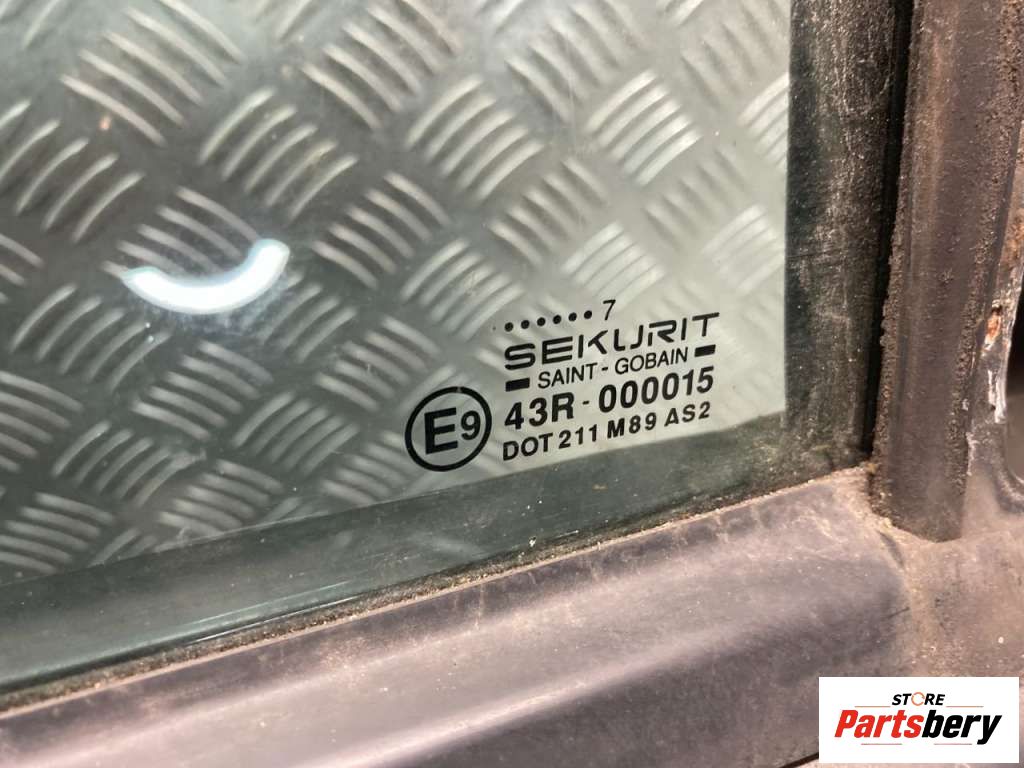 ...... 7
SEKURIT
SAINT - GOBAIN
E9
43R - 000015
DOT 211 M89 AS2
STORE
Partsbery